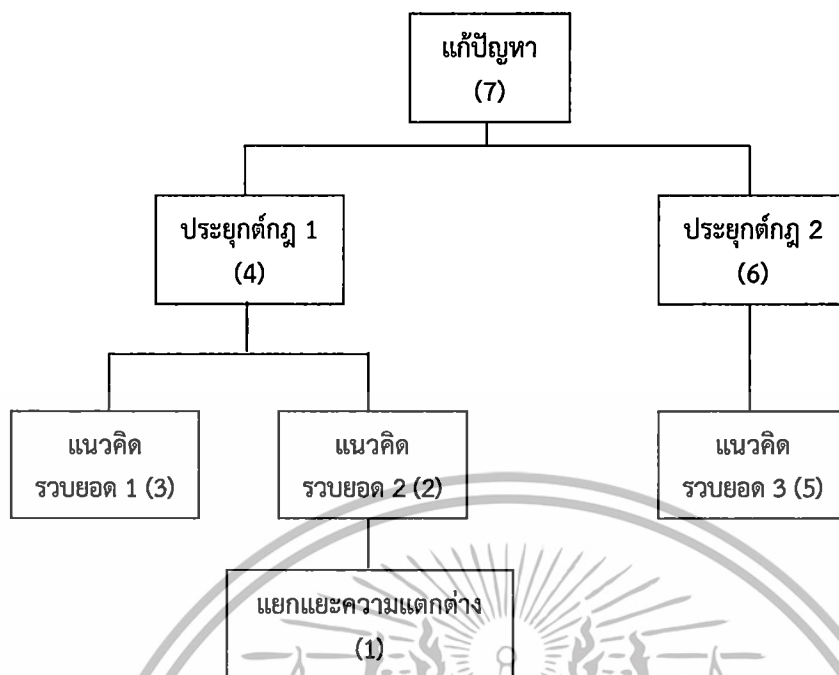 แก้ปัญหา
(7)
ประยุกต์กฎ 1
(4)
ประยุกต์กฎ 2
(6)
แนวคิด
รวบยอด 1 (3)
แนวคิด
รวบยอด 2 (2)
แนวคิด
รวบยอด 3 (5)
แยกแยะความแตกต่าง
(1)